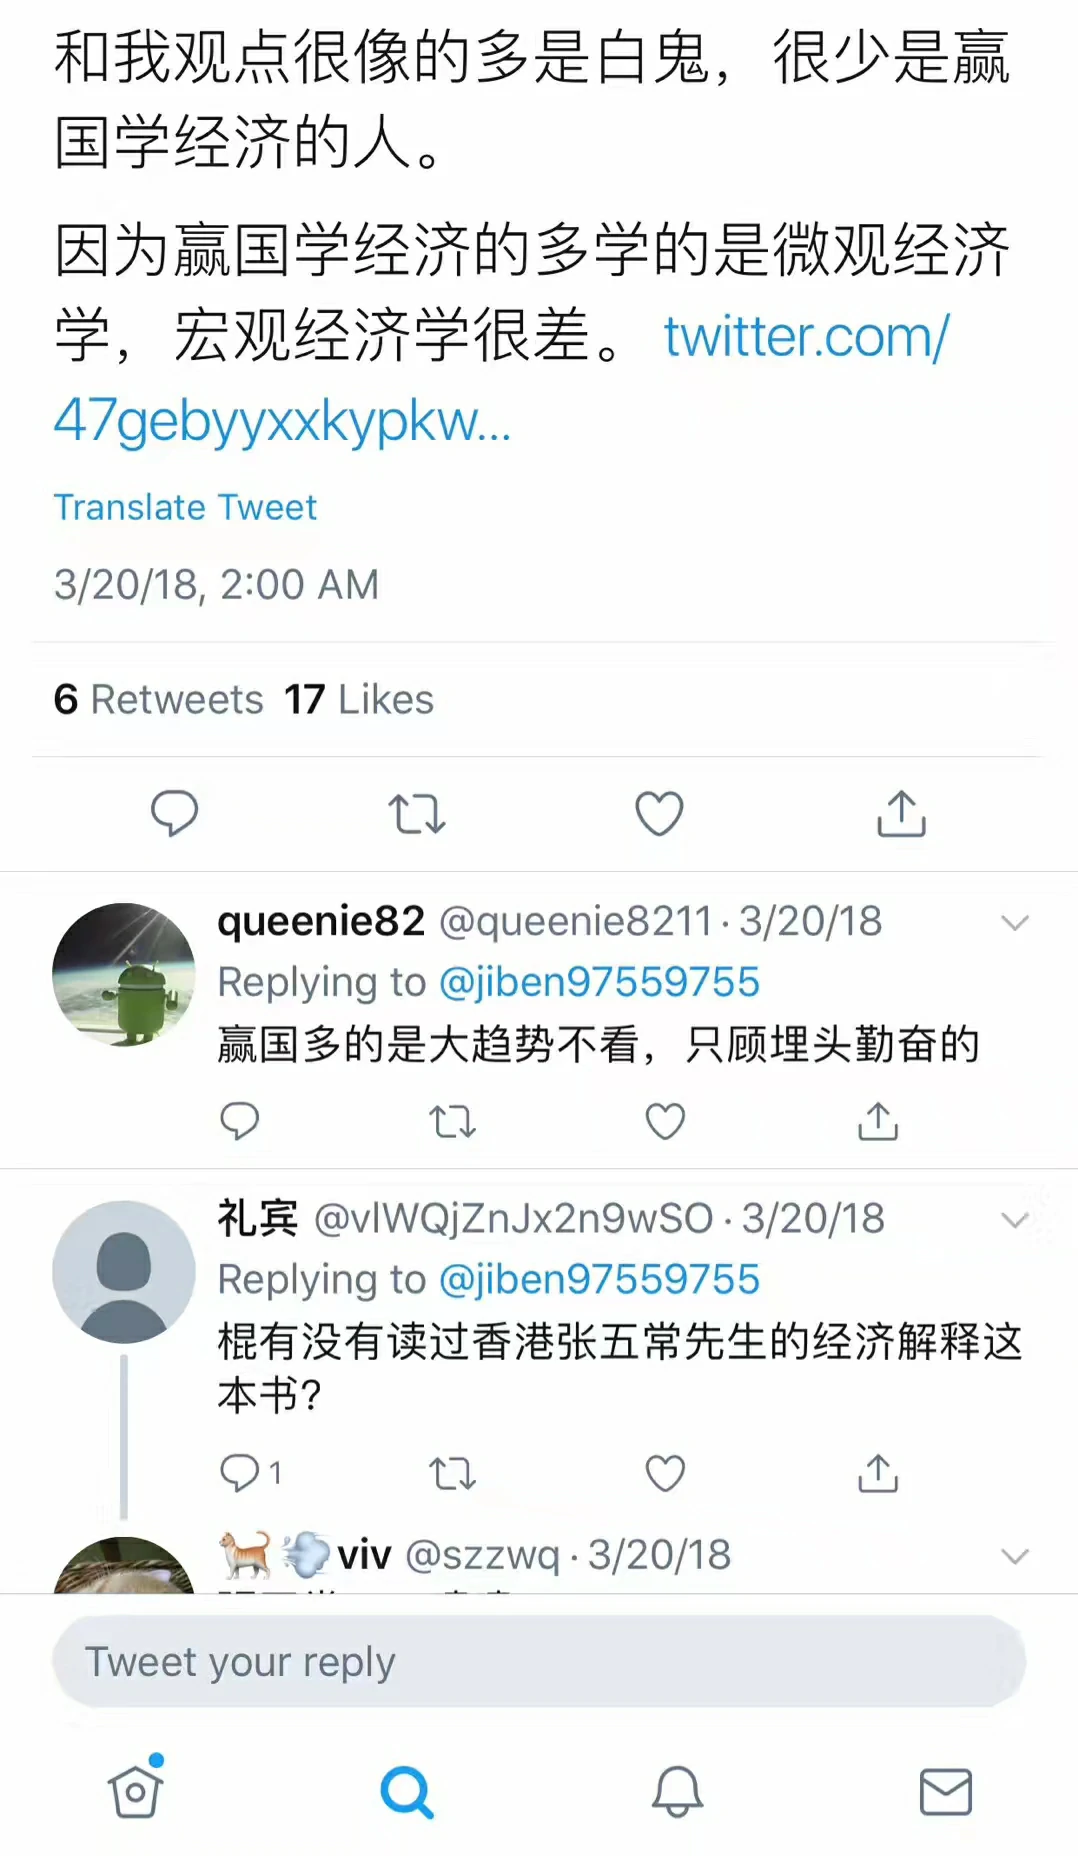 和我观点很像的多是白鬼，很少是赢
国学经济的人。
因为赢国学经济的多学的是微观经济
学，宏观经济学很差。 twitter.com/
47gebyyxxkypkw...
Translate Tweet
3/20/18, 2:00 AM
6 Retweets 17 Likes
queenie82 @queenie8211 · 3/20/18
Replying to @jiben97559755
赢国多的是大趋势不看，只顾埋头勤奋的
礼宾 @vlWQjZnJx2n9wSO · 3/20/18
Replying to @jiben97559755
棍有没有读过香港张五常先生的经济解释这
本书？
1
🐈💨viv @szzwq · 3/20/18
Tweet your reply